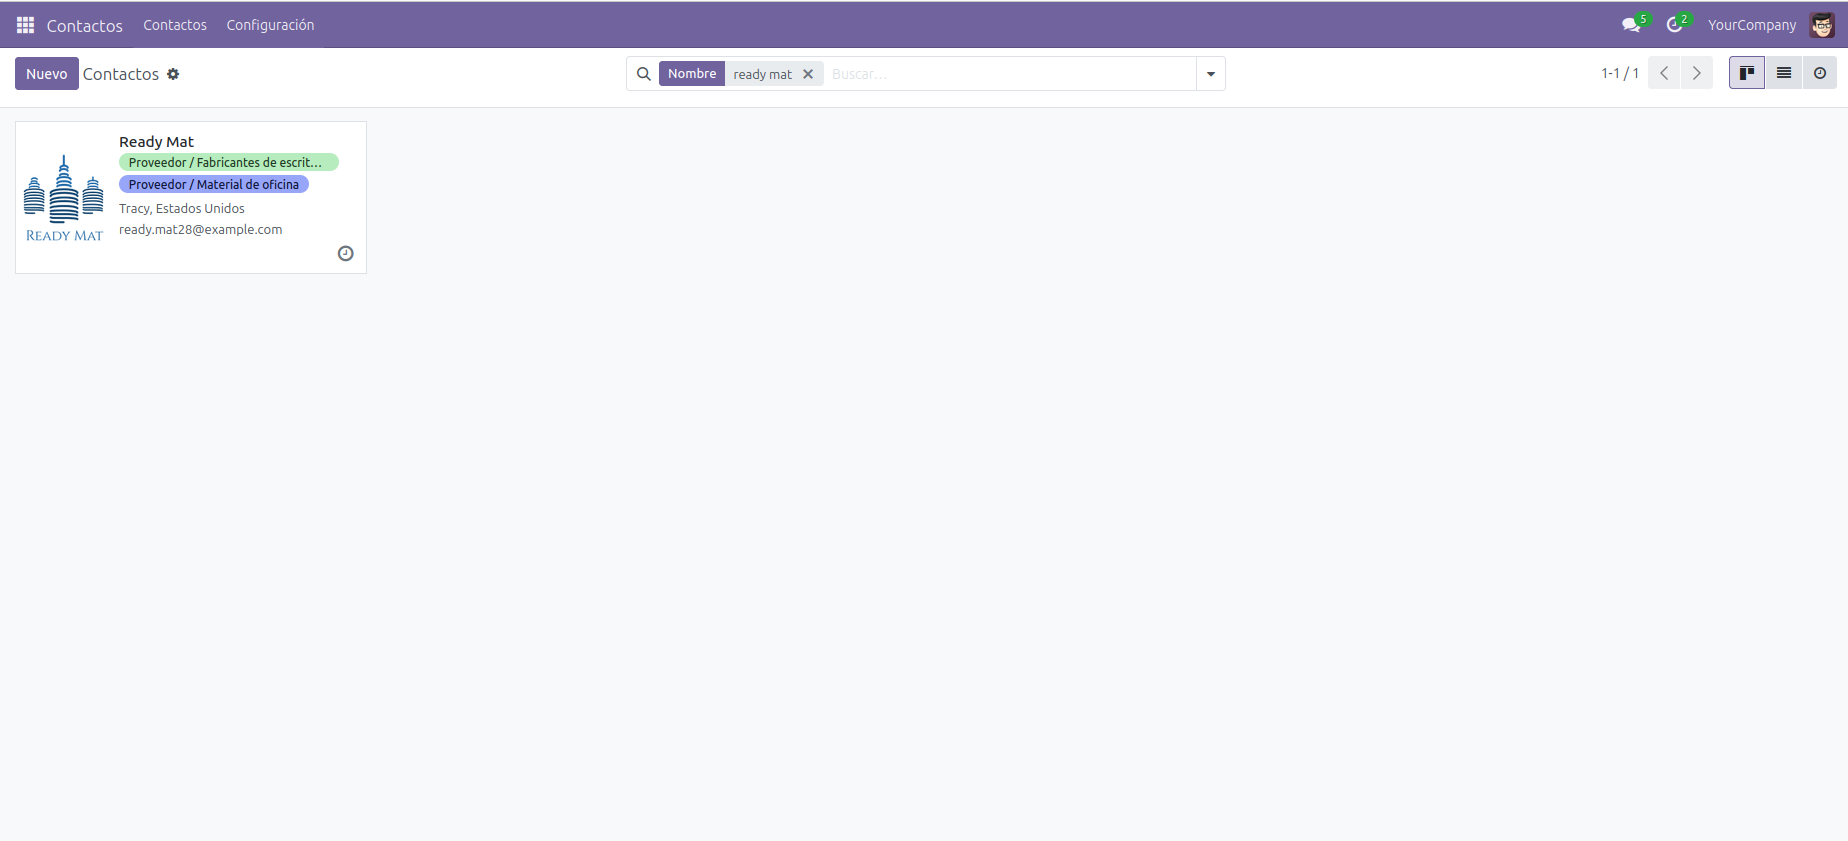 Contactos Contactos Configuración 5 2 YourCompany
Nuevo Contactos Nombre ready mat Buscar... 1-1 / 1
Ready Mat
Proveedor / Fabricantes de escrit...
Proveedor / Material de oficina
Tracy, Estados Unidos
ready.mat28@example.com
READY MAT